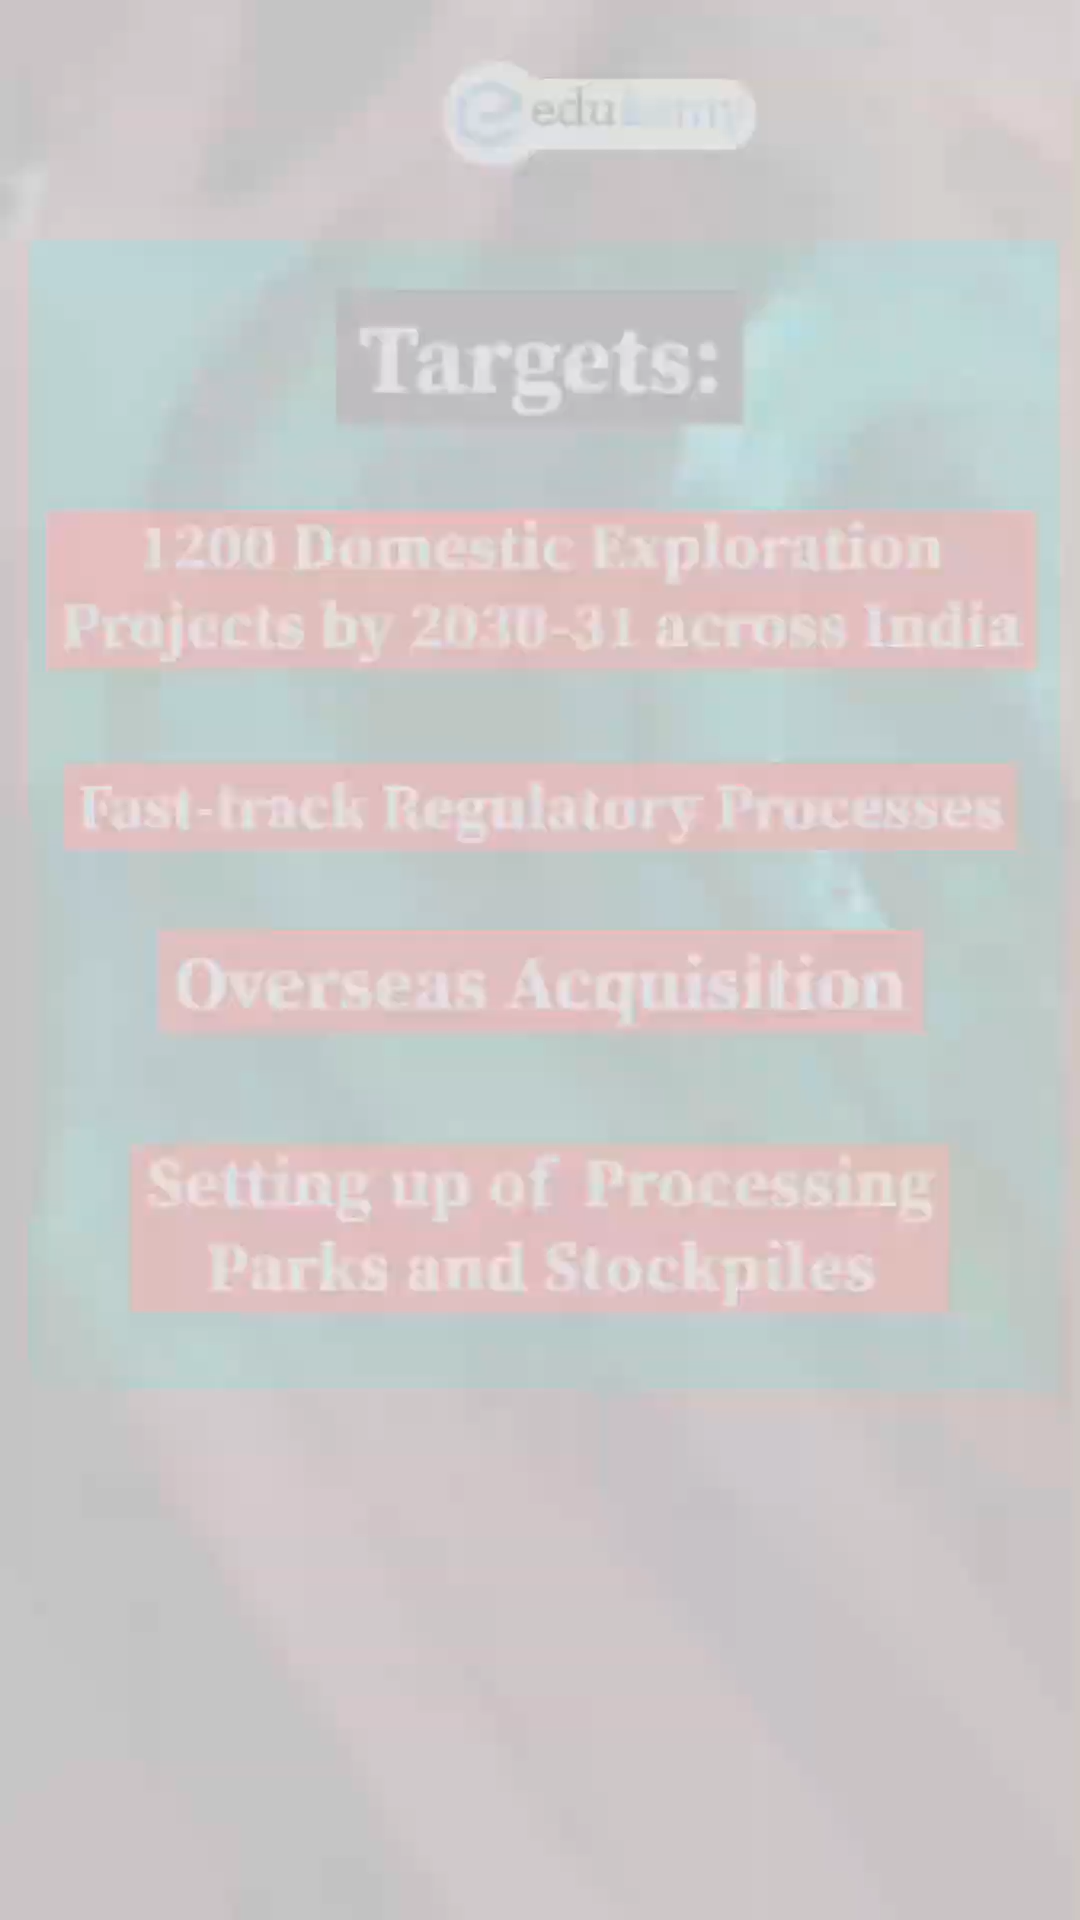 edukemy
Targets:
1200 Domestic Exploration
Projects by 2030-31 across India
Fast-track Regulatory Processes
Overseas Acquisition
Setting up of Processing
Parks and Stockpiles